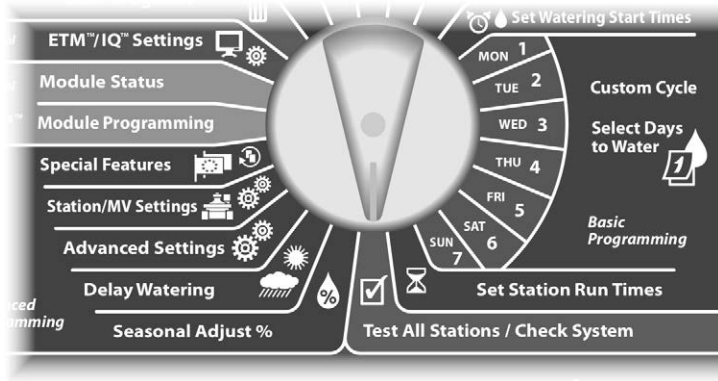 ETM™/IQ™ Settings
Module Status
Module Programming
Special Features
Station/MV Settings
Advanced Settings
Delay Watering
Seasonal Adjust %
%
Set Watering Start Times
MON 1
TUE 2
WED 3
THU 4
FRI 5
SAT 6
SUN 7
Custom Cycle
Select Days
to Water
1
Basic
Programming
Set Station Run Times
Test All Stations / Check System